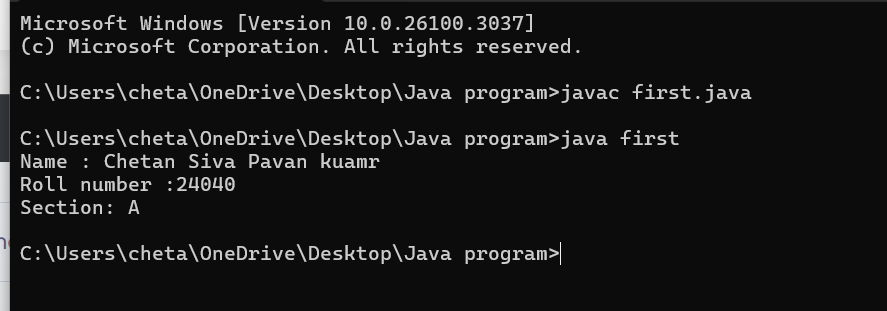 Microsoft Windows [Version 10.0.26100.3037]
(c) Microsoft Corporation. All rights reserved.
C:\Users\cheta\OneDrive\Desktop\Java program>javac first.java
C:\Users\cheta\OneDrive\Desktop\Java program>java first
Name : Chetan Siva Pavan kuamr
Roll number :24040
Section: A
C:\Users\cheta\OneDrive\Desktop\Java program>